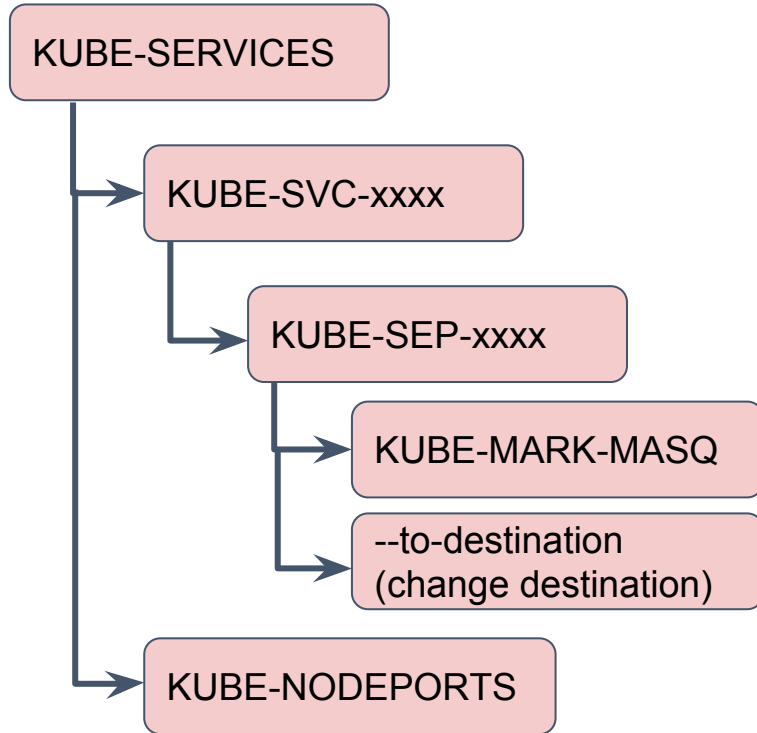 KUBE-SERVICES
KUBE-SVC-xxxx
KUBE-SEP-xxxx
KUBE-MARK-MASQ
--to-destination
(change destination)
KUBE-NODEPORTS